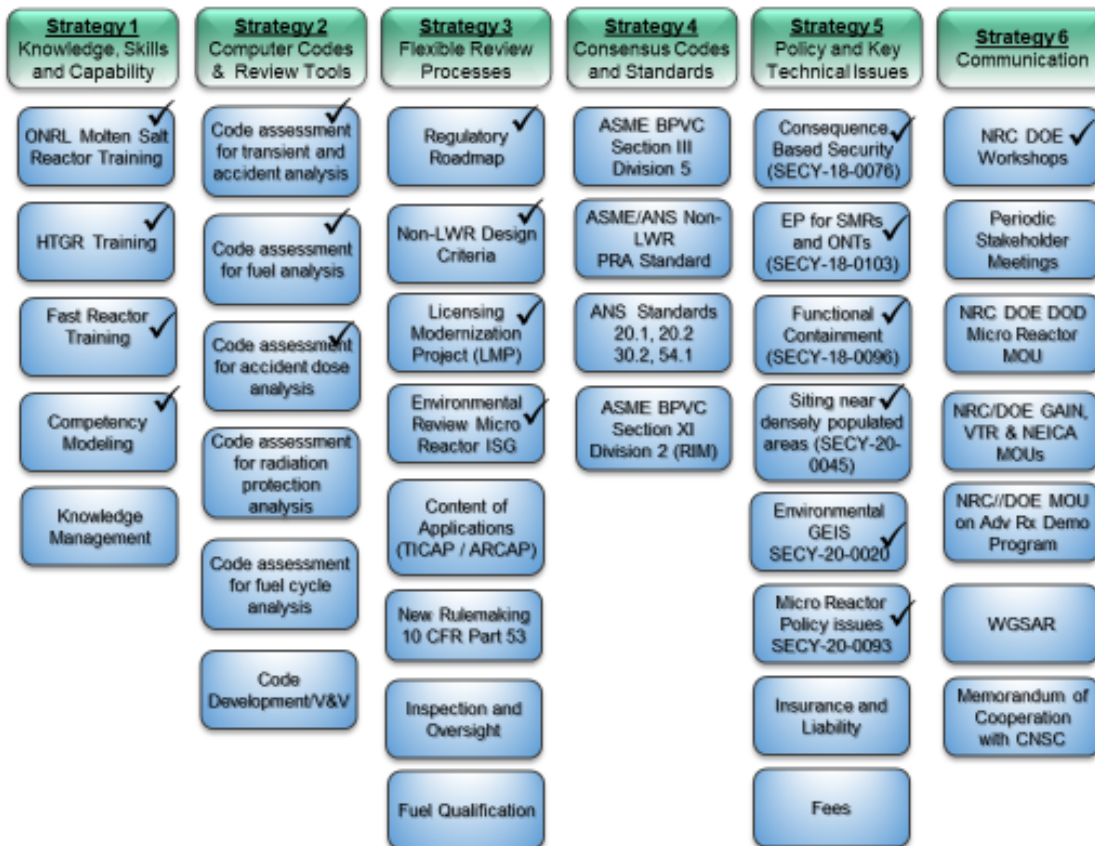 Strategy 1
Knowledge, Skills
and Capability
ONRL Molten Salt
Reactor Training
HTGR Training
Fast Reactor
Training
Competency
Modeling
Knowledge
Management
Strategy 2
Computer Codes
& Review Tools
Code assessment
for transient and
accident analysis
Code assessment
for fuel analysis
Code assessment
for accident dose
analysis
Code assessment
for radiation
protection
analysis
Code assessment
for fuel cycle
analysis
Code
Development/V&V
Strategy 3
Flexible Review
Processes
Regulatory
Roadmap
Non-LWR Design
Criteria
Licensing
Modernization
Project (LMP)
Environmental
Review Micro
Reactor ISG
Content of
Applications
(TICAP / ARCAP)
New Rulemaking
10 CFR Part 53
Inspection and
Oversight
Fuel Qualification
Strategy 4
Consensus Codes
and Standards
ASME BPVC
Section III
Division 5
ASME/ANS Non-
LWR
PRA Standard
ANS Standards
20.1, 20.2
30.2, 54.1
ASME BPVC
Section XI
Division 2 (RIM)
Strategy 5
Policy and Key
Technical Issues
Consequence
Based Security
(SECY-18-0076)
EP for SMRs
and ONTs
(SECY-18-0103)
Functional
Containment
(SECY-18-0096)
Siting near
densely populated
areas (SECY-20-
0045)
Environmental
GEIS
SECY-20-0020
Micro Reactor
Policy issues
SECY-20-0093
Insurance and
Liability
Fees
Strategy 6
Communication
NRC DOE
Workshops
Periodic
Stakeholder
Meetings
NRC DOE DOD
Micro Reactor
MOU
NRC/DOE GAIN,
VTR & NEICA
MOUs
NRC//DOE MOU
on Adv Rx Demo
Program
WGSAR
Memorandum of
Cooperation
with CNSC